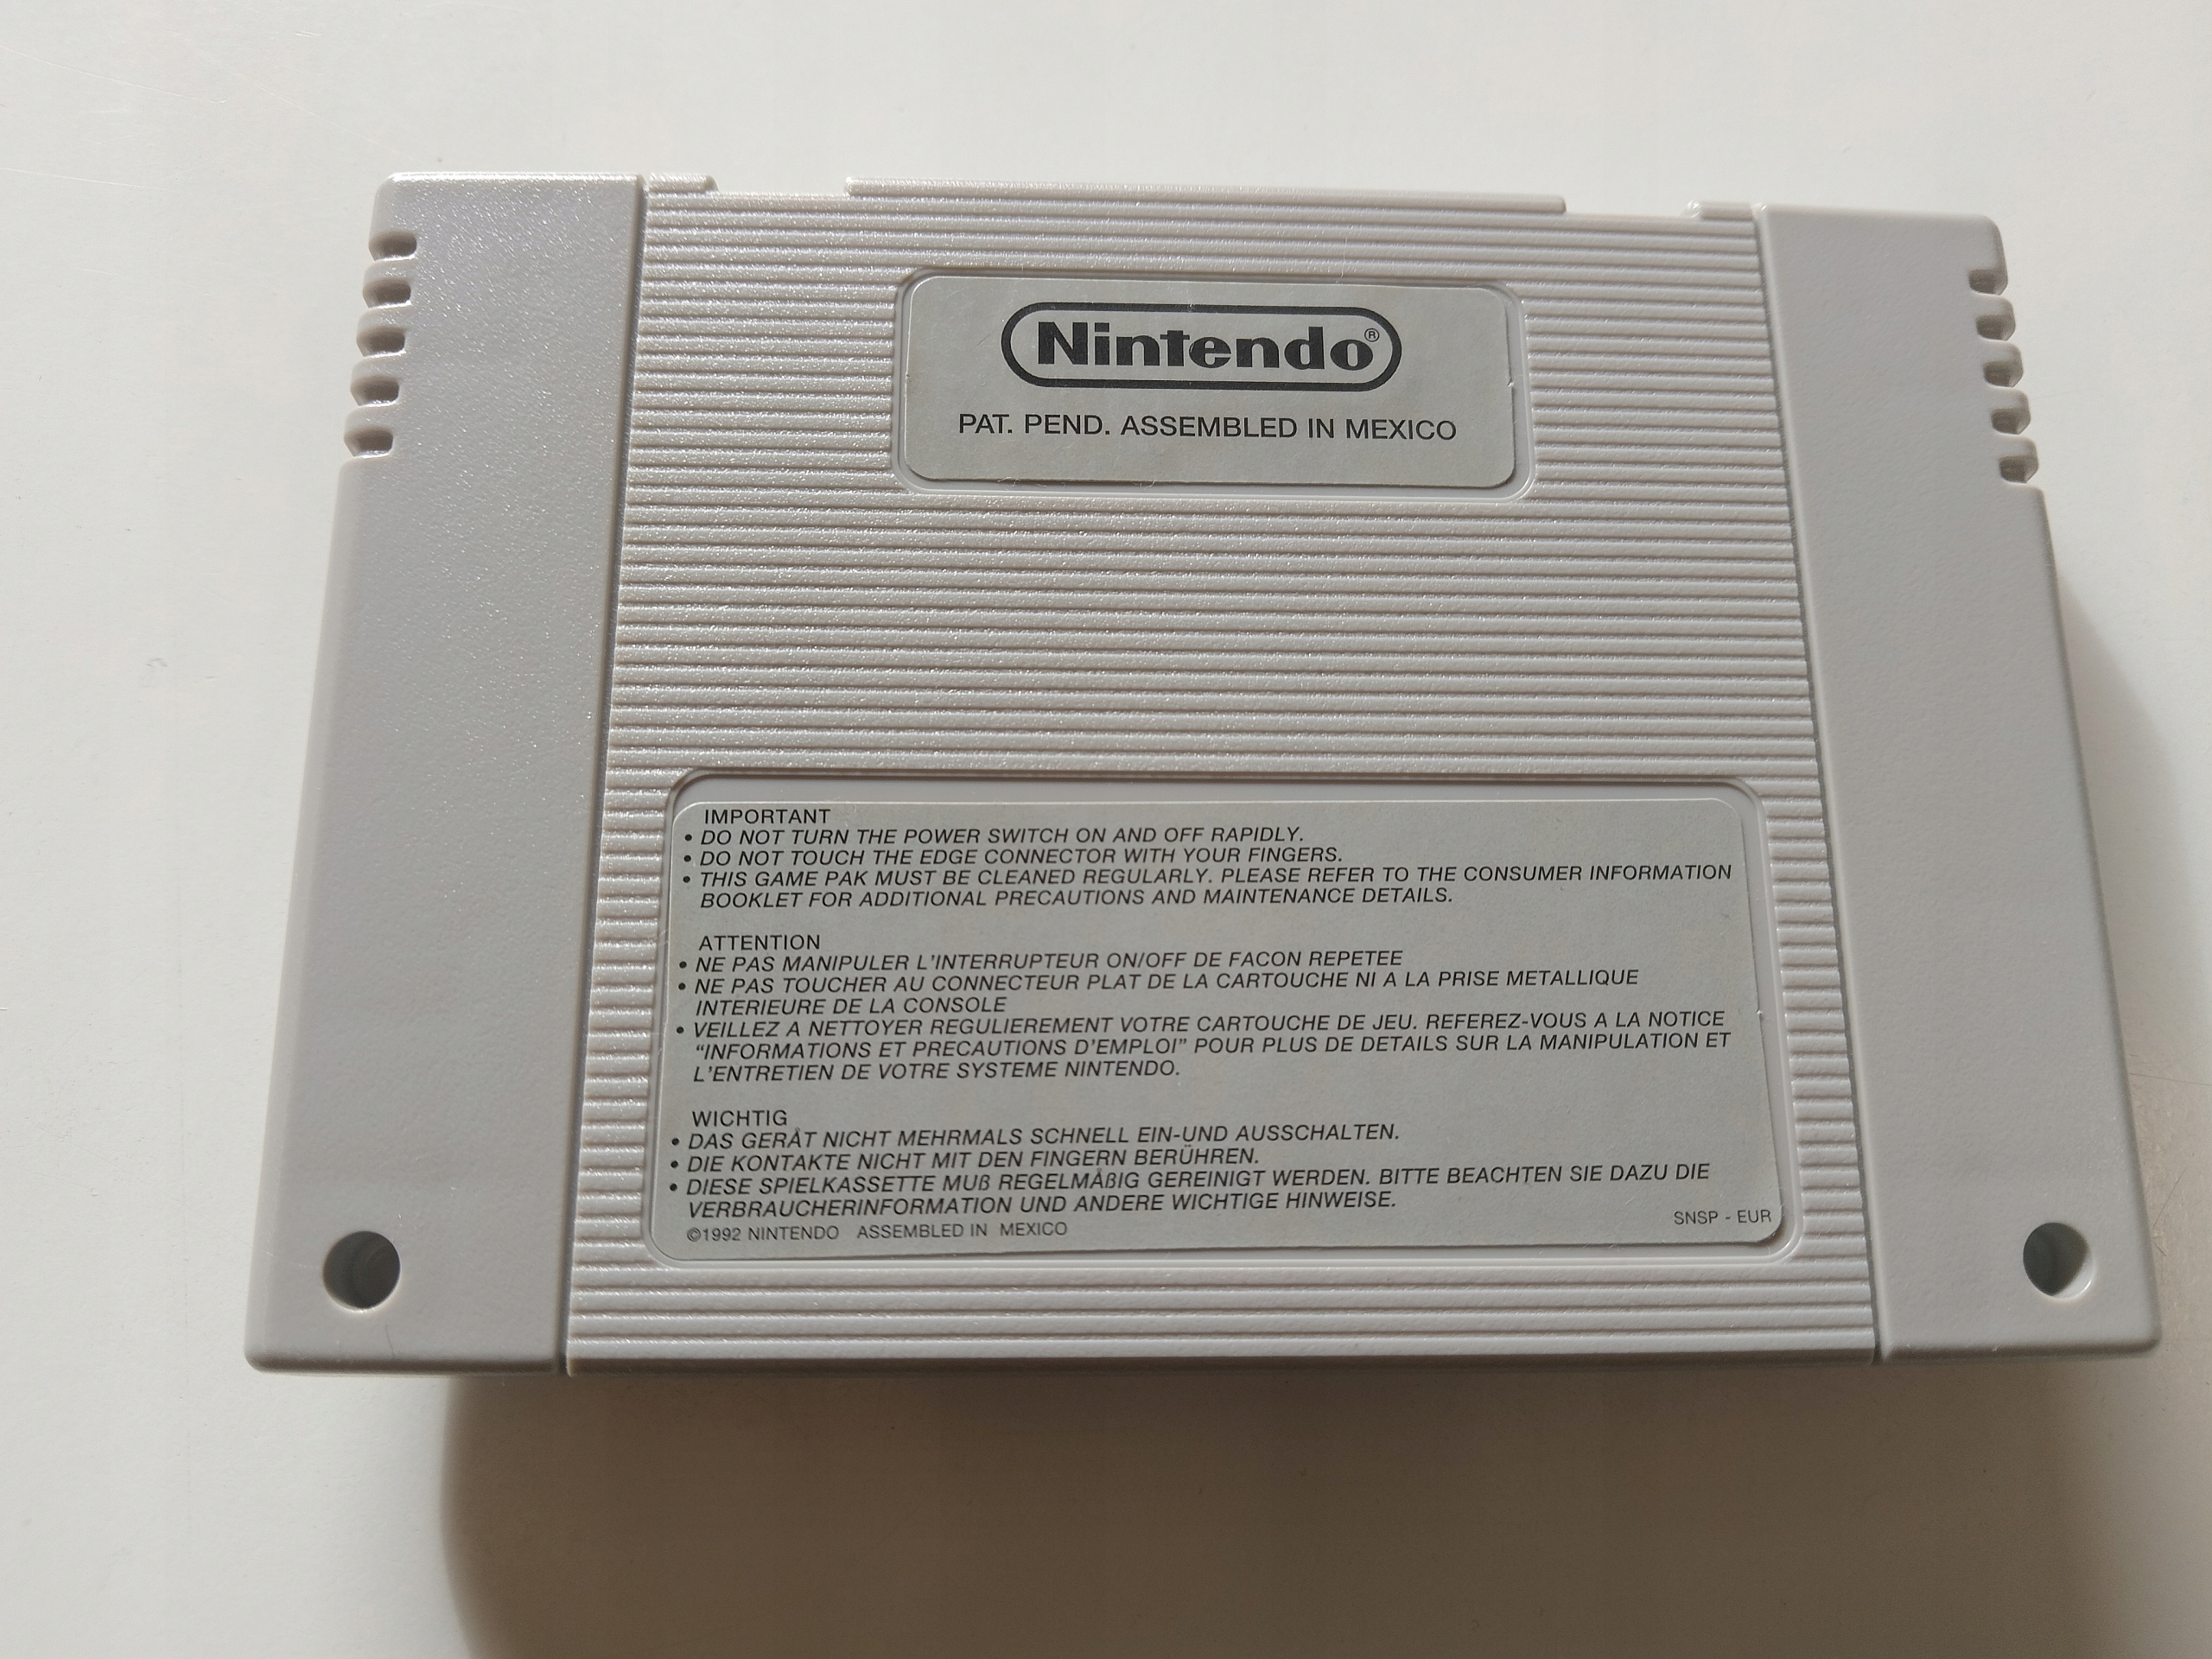 Nintendo®
PAT. PEND. ASSEMBLED IN MEXICO
IMPORTANT
• DO NOT TURN THE POWER SWITCH ON AND OFF RAPIDLY.
• DO NOT TOUCH THE EDGE CONNECTOR WITH YOUR FINGERS.
• THIS GAME PAK MUST BE CLEANED REGULARLY. PLEASE REFER TO THE CONSUMER INFORMATION
BOOKLET FOR ADDITIONAL PRECAUTIONS AND MAINTENANCE DETAILS.
ATTENTION
• NE PAS MANIPULER L'INTERRUPTEUR ON/OFF DE FACON REPETEE
• NE PAS TOUCHER AU CONNECTEUR PLAT DE LA CARTOUCHE NI A LA PRISE METALLIQUE
INTERIEURE DE LA CONSOLE
• VEILLEZ A NETTOYER REGULIEREMENT VOTRE CARTOUCHE DE JEU. REFEREZ-VOUS A LA NOTICE
“INFORMATIONS ET PRECAUTIONS D'EMPLOI” POUR PLUS DE DETAILS SUR LA MANIPULATION ET
L'ENTRETIEN DE VOTRE SYSTEME NINTENDO.
WICHTIG
• DAS GERÅT NICHT MEHRMALS SCHNELL EIN-UND AUSSCHALTEN.
• DIE KONTAKTE NICHT MIT DEN FINGERN BERÜHREN.
• DIESE SPIELKASSETTE MUß REGELMÅßIG GEREINIGT WERDEN. BITTE BEACHTEN SIE DAZU DIE
VERBRAUCHERINFORMATION UND ANDERE WICHTIGE HINWEISE.
©1992 NINTENDO ASSEMBLED IN MEXICO
SNSP - EUR